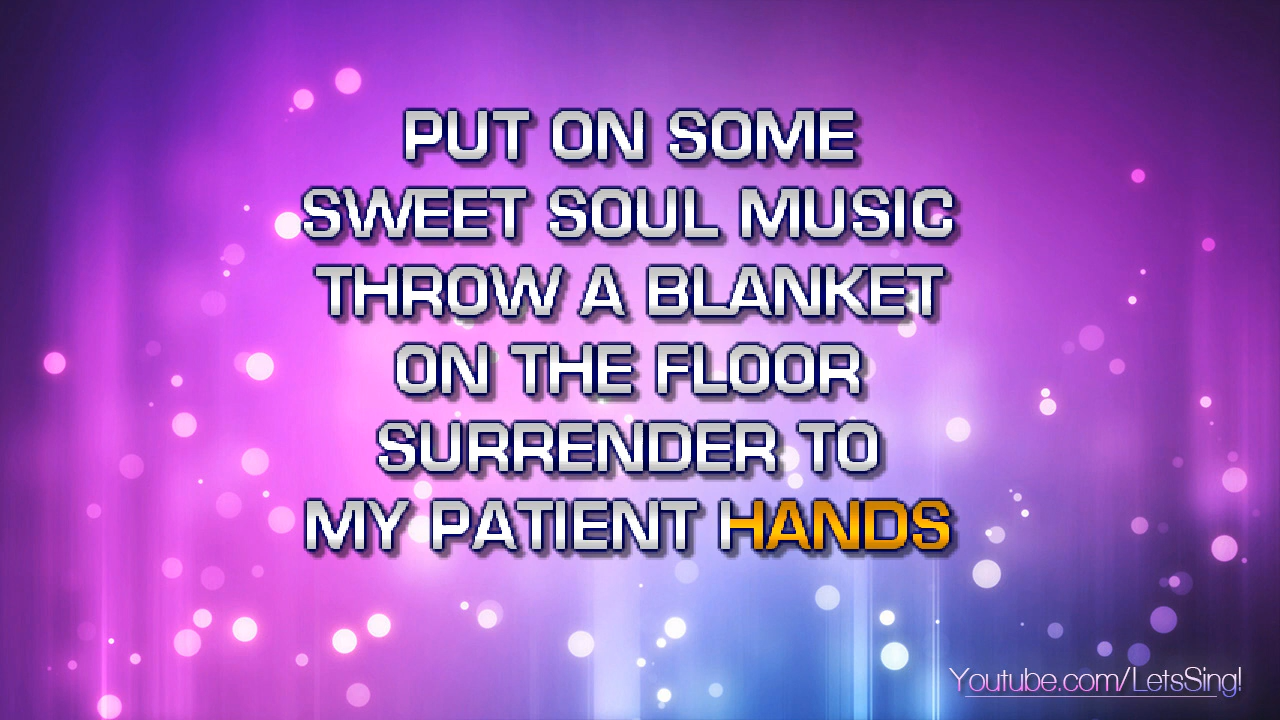 PUT ON SOME
SWEET SOUL MUSIC
THROW A BLANKET
ON THE FLOOR
SURRENDER TO
MY PATIENT HANDS
Youtube.com/LetsSing!